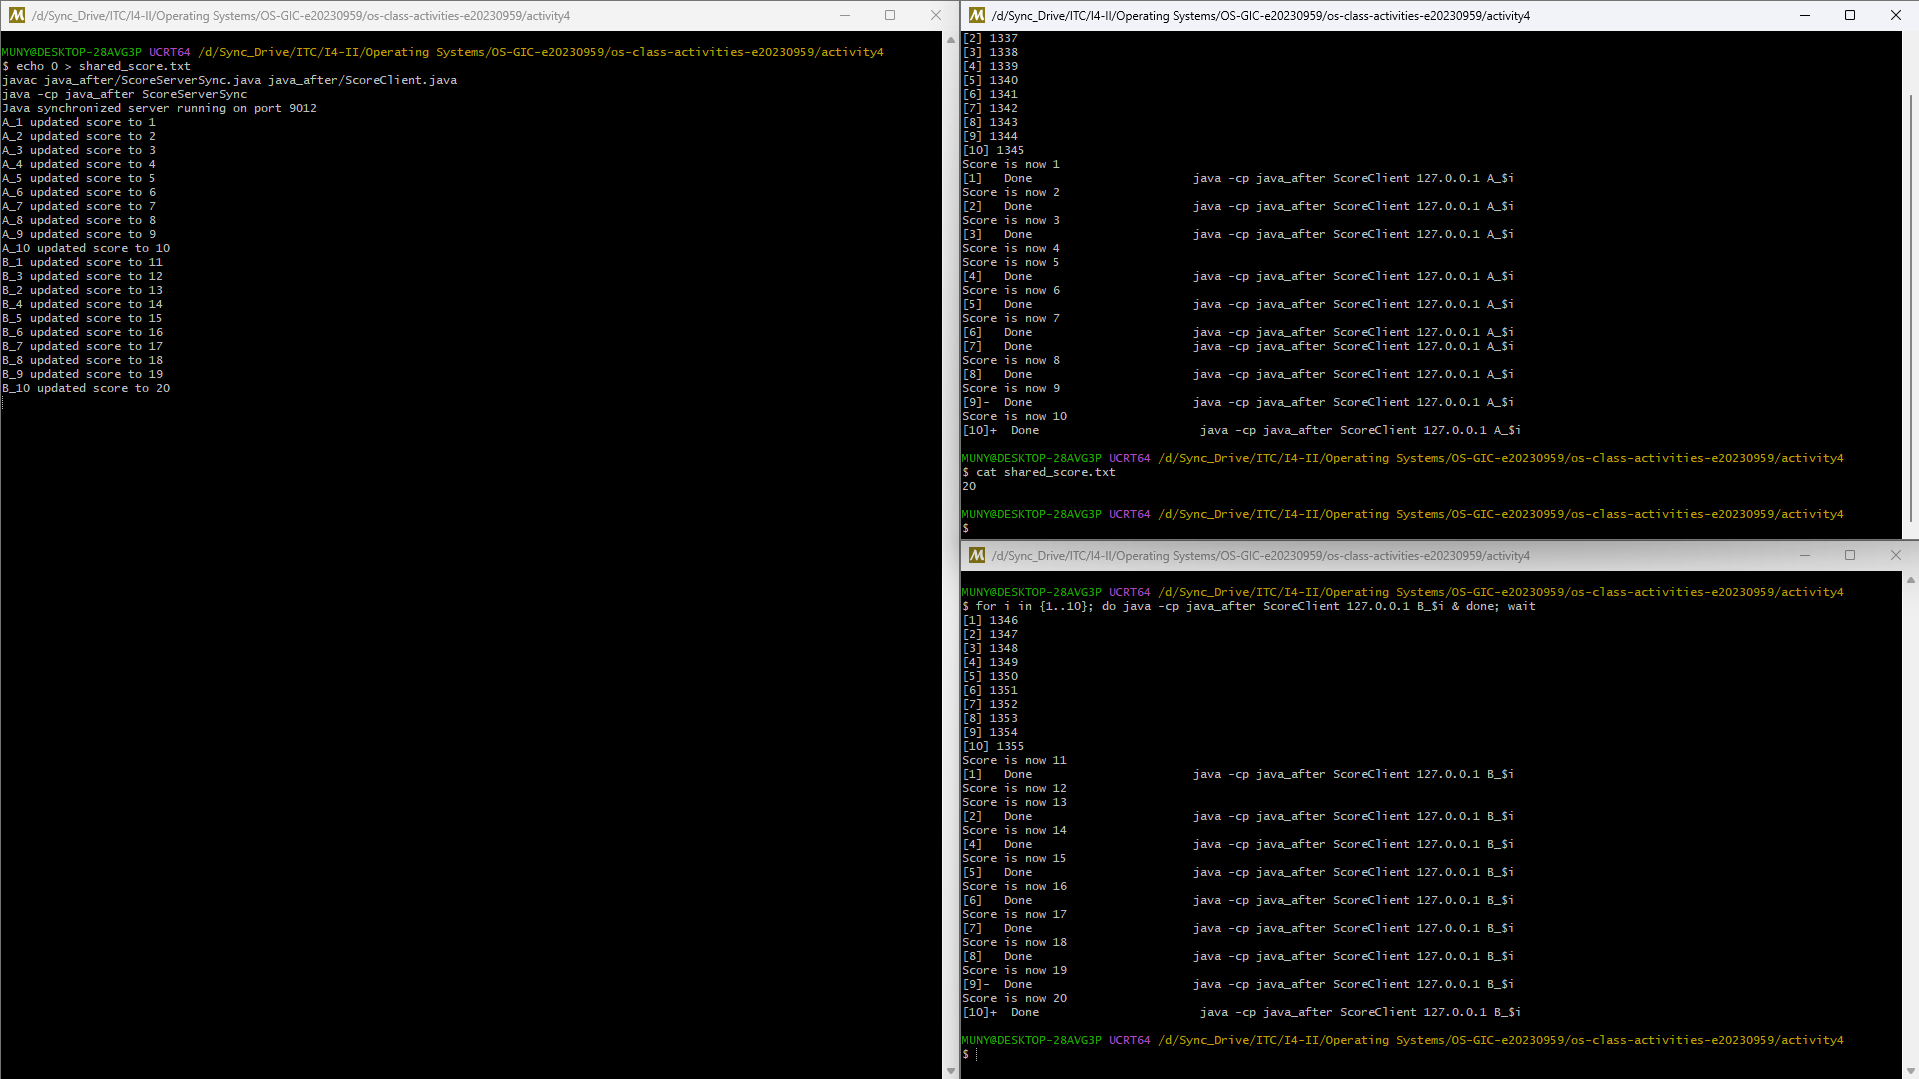 /d/Sync_Drive/ITC/I4-II/Operating Systems/OS-GIC-e20230959/os-class-activities-e20230959/activity4
MUNY@DESKTOP-28AVG3P UCRT64 /d/Sync_Drive/ITC/I4-II/Operating Systems/OS-GIC-e20230959/os-class-activities-e20230959/activity4
$ echo 0 > shared_score.txt
javac java_after/ScoreServerSync.java java_after/ScoreClient.java
java -cp java_after ScoreServerSync
Java synchronized server running on port 9012
A_1 updated score to 1
A_2 updated score to 2
A_3 updated score to 3
A_4 updated score to 4
A_5 updated score to 5
A_6 updated score to 6
A_7 updated score to 7
A_8 updated score to 8
A_9 updated score to 9
A_10 updated score to 10
B_1 updated score to 11
B_3 updated score to 12
B_2 updated score to 13
B_4 updated score to 14
B_5 updated score to 15
B_6 updated score to 16
B_7 updated score to 17
B_8 updated score to 18
B_9 updated score to 19
B_10 updated score to 20
/d/Sync_Drive/ITC/I4-II/Operating Systems/OS-GIC-e20230959/os-class-activities-e20230959/activity4
[2] 1337
[3] 1338
[4] 1339
[5] 1340
[6] 1341
[7] 1342
[8] 1343
[9] 1344
[10] 1345
Score is now 1
[1]   Done                       java -cp java_after ScoreClient 127.0.0.1 A_$i
Score is now 2
[2]   Done                       java -cp java_after ScoreClient 127.0.0.1 A_$i
Score is now 3
[3]   Done                       java -cp java_after ScoreClient 127.0.0.1 A_$i
Score is now 4
Score is now 5
[4]   Done                       java -cp java_after ScoreClient 127.0.0.1 A_$i
Score is now 6
[5]   Done                       java -cp java_after ScoreClient 127.0.0.1 A_$i
Score is now 7
[6]   Done                       java -cp java_after ScoreClient 127.0.0.1 A_$i
[7]   Done                       java -cp java_after ScoreClient 127.0.0.1 A_$i
Score is now 8
[8]   Done                       java -cp java_after ScoreClient 127.0.0.1 A_$i
Score is now 9
[9]-  Done                       java -cp java_after ScoreClient 127.0.0.1 A_$i
Score is now 10
[10]+  Done                       java -cp java_after ScoreClient 127.0.0.1 A_$i
MUNY@DESKTOP-28AVG3P UCRT64 /d/Sync_Drive/ITC/I4-II/Operating Systems/OS-GIC-e20230959/os-class-activities-e20230959/activity4
$ cat shared_score.txt
20
MUNY@DESKTOP-28AVG3P UCRT64 /d/Sync_Drive/ITC/I4-II/Operating Systems/OS-GIC-e20230959/os-class-activities-e20230959/activity4
$
/d/Sync_Drive/ITC/I4-II/Operating Systems/OS-GIC-e20230959/os-class-activities-e20230959/activity4
MUNY@DESKTOP-28AVG3P UCRT64 /d/Sync_Drive/ITC/I4-II/Operating Systems/OS-GIC-e20230959/os-class-activities-e20230959/activity4
$ for i in {1..10}; do java -cp java_after ScoreClient 127.0.0.1 B_$i & done; wait
[1] 1346
[2] 1347
[3] 1348
[4] 1349
[5] 1350
[6] 1351
[7] 1352
[8] 1353
[9] 1354
[10] 1355
Score is now 11
[1]   Done                       java -cp java_after ScoreClient 127.0.0.1 B_$i
Score is now 12
Score is now 13
[2]   Done                       java -cp java_after ScoreClient 127.0.0.1 B_$i
Score is now 14
[4]   Done                       java -cp java_after ScoreClient 127.0.0.1 B_$i
Score is now 15
[5]   Done                       java -cp java_after ScoreClient 127.0.0.1 B_$i
Score is now 16
[6]   Done                       java -cp java_after ScoreClient 127.0.0.1 B_$i
Score is now 17
[7]   Done                       java -cp java_after ScoreClient 127.0.0.1 B_$i
Score is now 18
[8]   Done                       java -cp java_after ScoreClient 127.0.0.1 B_$i
Score is now 19
[9]-  Done                       java -cp java_after ScoreClient 127.0.0.1 B_$i
Score is now 20
[10]+  Done                       java -cp java_after ScoreClient 127.0.0.1 B_$i
MUNY@DESKTOP-28AVG3P UCRT64 /d/Sync_Drive/ITC/I4-II/Operating Systems/OS-GIC-e20230959/os-class-activities-e20230959/activity4
$